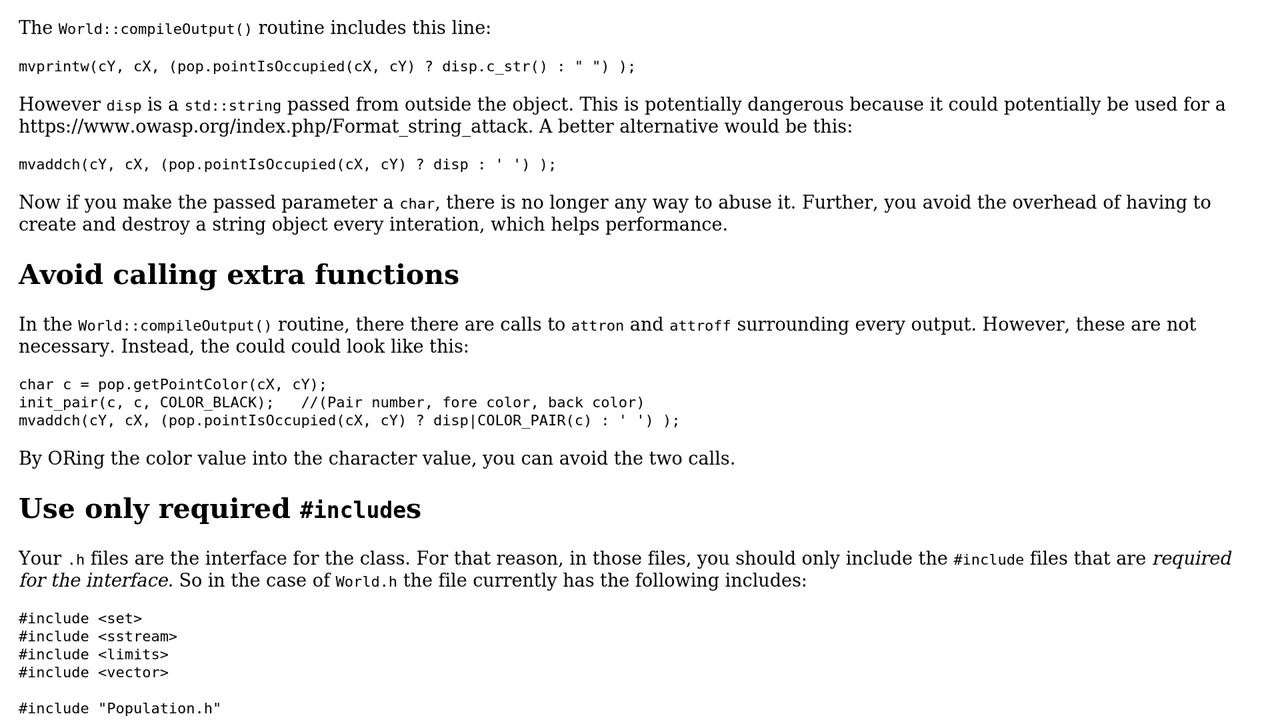 The World::compileOutput() routine includes this line:
mvprintw(cY, cX, (pop.pointIsOccupied(cX, cY) ? disp.c_str() : " ") );
However disp is a std::string passed from outside the object. This is potentially dangerous because it could potentially be used for a
https://www.owasp.org/index.php/Format_string_attack. A better alternative would be this:
mvaddch(cY, cX, (pop.pointIsOccupied(cX, cY) ? disp : ' ') );
Now if you make the passed parameter a char, there is no longer any way to abuse it. Further, you avoid the overhead of having to
create and destroy a string object every interation, which helps performance.
Avoid calling extra functions
In the World::compileOutput() routine, there there are calls to attron and attroff surrounding every output. However, these are not
necessary. Instead, the could could look like this:
char c = pop.getPointColor(cX, cY);
init_pair(c, c, COLOR_BLACK);   //(Pair number, fore color, back color)
mvaddch(cY, cX, (pop.pointIsOccupied(cX, cY) ? disp|COLOR_PAIR(c) : ' ') );
By ORing the color value into the character value, you can avoid the two calls.
Use only required #includes
Your .h files are the interface for the class. For that reason, in those files, you should only include the #include files that are required
for the interface. So in the case of World.h the file currently has the following includes:
#include <set>
#include <sstream>
#include <limits>
#include <vector>
#include "Population.h"